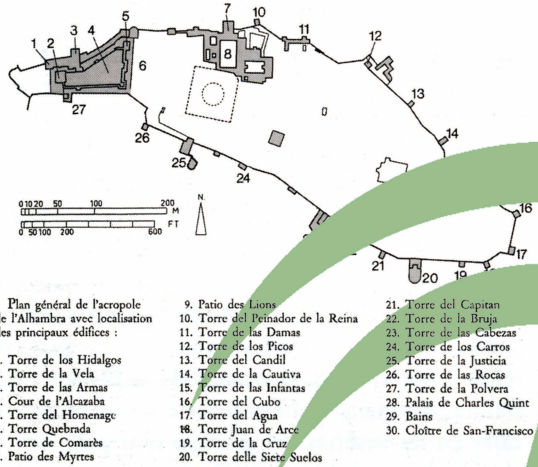 7
10
5
3
11
1
2
4
8
12
6
13
27
14
26
25
24
N.
0 10 20 50 100 200
M
16
0 50 100 200 600
FT
17
21
20
19
Plan général de l'acropole
de l'Alhambra avec localisation
des principaux édifices :
. Torre de los Hidalgos
. Torre de la Vela
. Torre de las Armas
. Cour de l'Alcazaba
. Torre del Homenage
. Torre Quebrada
. Torre de Comarès
. Patio des Myrtes
9. Patio des Lions
10. Torre del Peinador de la Reina
11. Torre de las Damas
12. Torre de los Picos
13. Torre del Candil
14. Torre de la Cautiva
15. Torre de las Infantas
16. Torre del Cubo
17. Torre del Agua
18. Torre Juan de Arce
19. Torre de la Cruz
20. Torre delle Siete Suelos
21. Torre del Capitan
22. Torre de la Bruja
23. Torre de las Cabezas
24. Torre de los Carros
25. Torre de la Justicia
26. Torre de las Rocas
27. Torre de la Polvera
28. Palais de Charles Quint
29. Bains
30. Cloître de San-Francisco